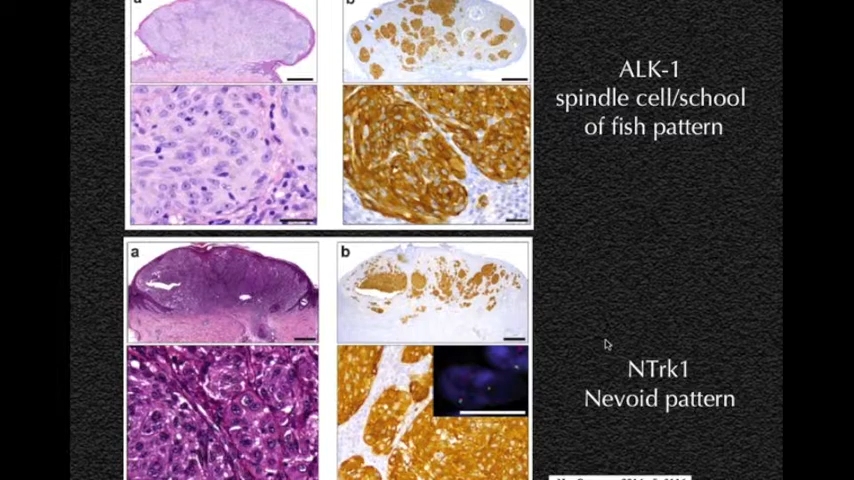 a
b
ALK-1
spindle cell/school
of fish pattern
a
b
NTrk1
Nevoid pattern